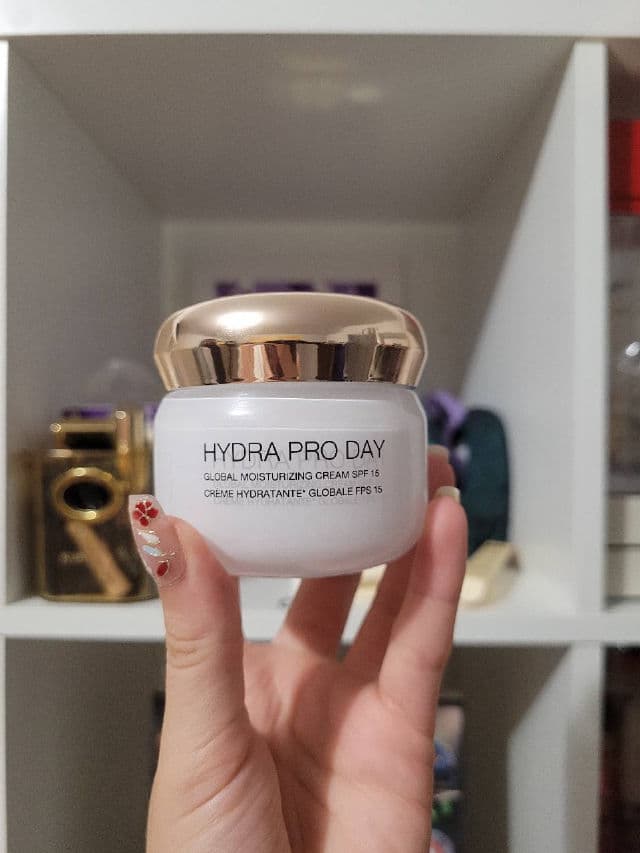 HYDRA PRO DAY
GLOBAL MOISTURIZING CREAM SPF 15
CRÈME HYDRATANTE* GLOBALE FPS 15